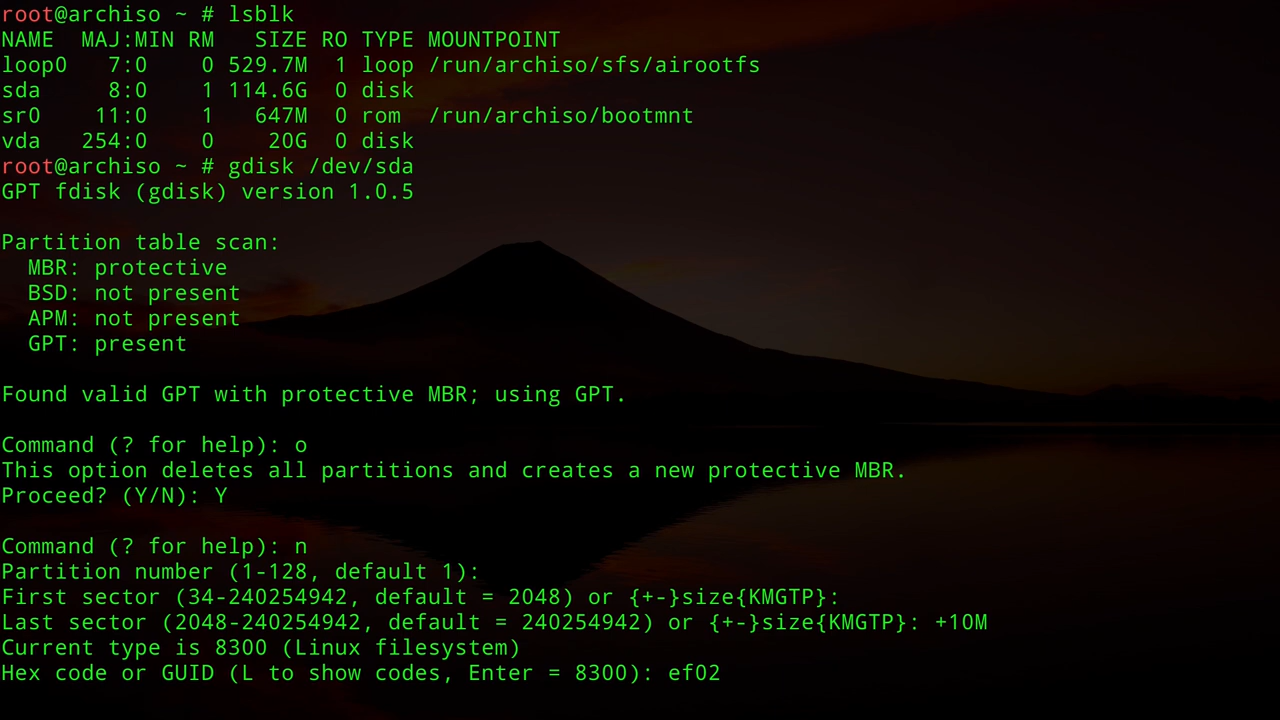 root@archiso ~ # lsblk
NAME  MAJ:MIN RM   SIZE RO TYPE MOUNTPOINT
loop0   7:0    0 529.7M  1 loop /run/archiso/sfs/airootfs
sda     8:0    1 114.6G  0 disk
sr0    11:0    1   647M  0 rom  /run/archiso/bootmnt
vda   254:0    0    20G  0 disk
root@archiso ~ # gdisk /dev/sda
GPT fdisk (gdisk) version 1.0.5
Partition table scan:
  MBR: protective
  BSD: not present
  APM: not present
  GPT: present
Found valid GPT with protective MBR; using GPT.
Command (? for help): o
This option deletes all partitions and creates a new protective MBR.
Proceed? (Y/N): Y
Command (? for help): n
Partition number (1-128, default 1):
First sector (34-240254942, default = 2048) or {+-}size{KMGTP}:
Last sector (2048-240254942, default = 240254942) or {+-}size{KMGTP}: +10M
Current type is 8300 (Linux filesystem)
Hex code or GUID (L to show codes, Enter = 8300): ef02